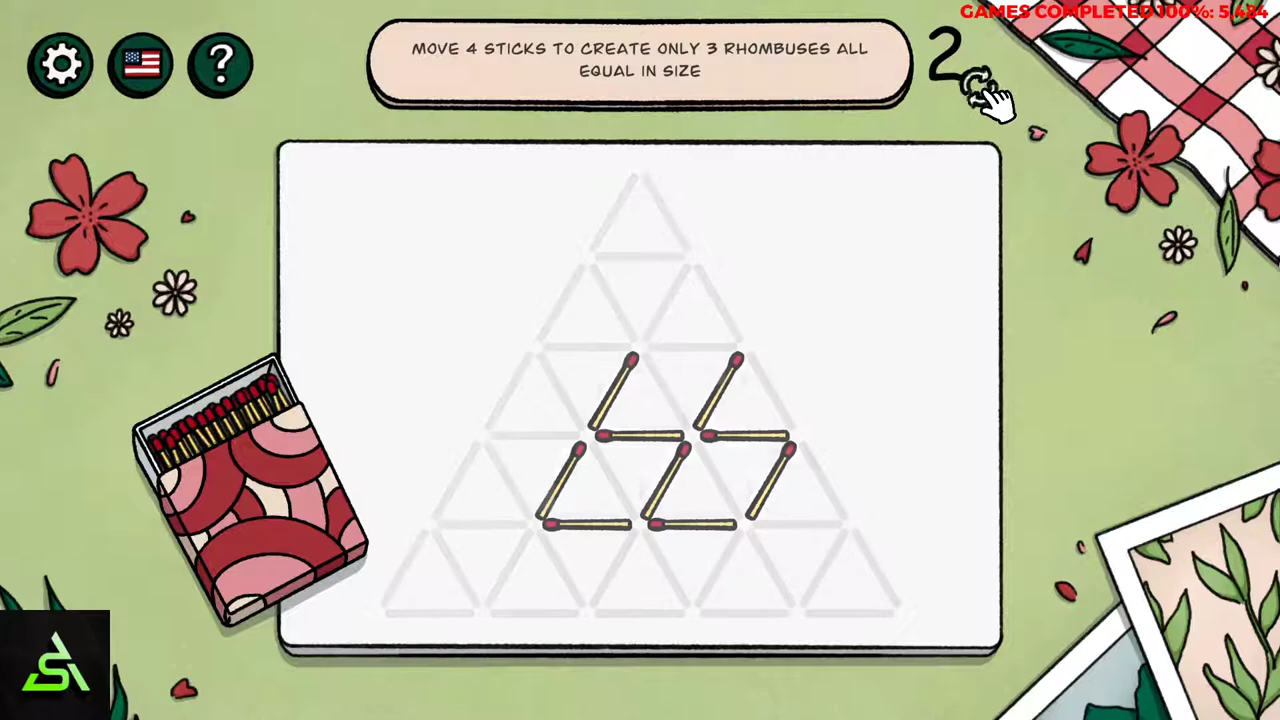 GAMES COMPLETED 100%: 5,484
MOVE 4 STICKS TO CREATE ONLY 3 RHOMBUSES ALL
EQUAL IN SIZE
2
?